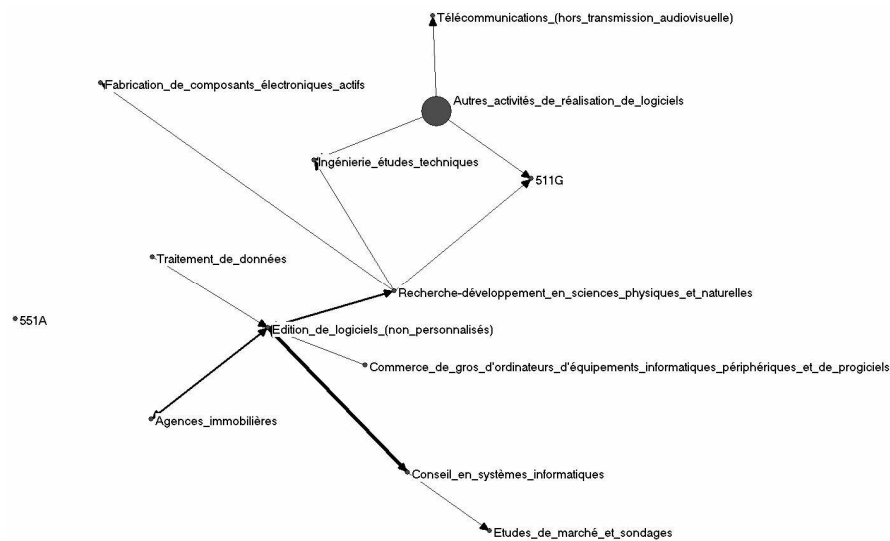 Télécommunications_(hors_transmission_audiovisuelle)
Fabrication_de_composants_électroniques_actifs
Autres_activités_de_réalisation_de_logiciels
Ingénierie_études_techniques
511G
Traitement_de_données
Recherche-développement_en_sciences_physiques_et_naturelles
551A
Edition_de_logiciels_(non_personnalisés)
Commerce_de_gros_d'ordinateurs_d'équipements_informatiques_périphériques_et_de_progiciels
Agences_immobilières
Conseil_en_systèmes_informatiques
Etudes_de_marché_et_sondages